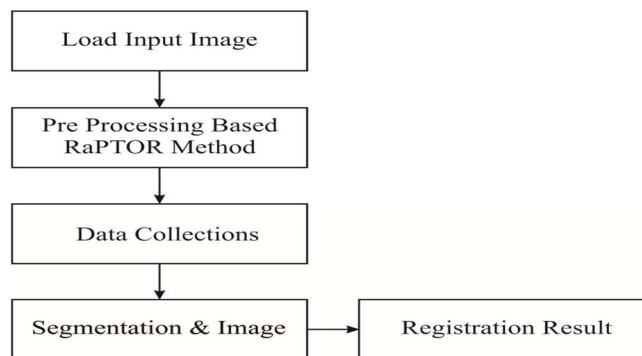 Load Input Image
Pre Processing Based
RaPTOR Method
Data Collections
Segmentation & Image
Registration Result